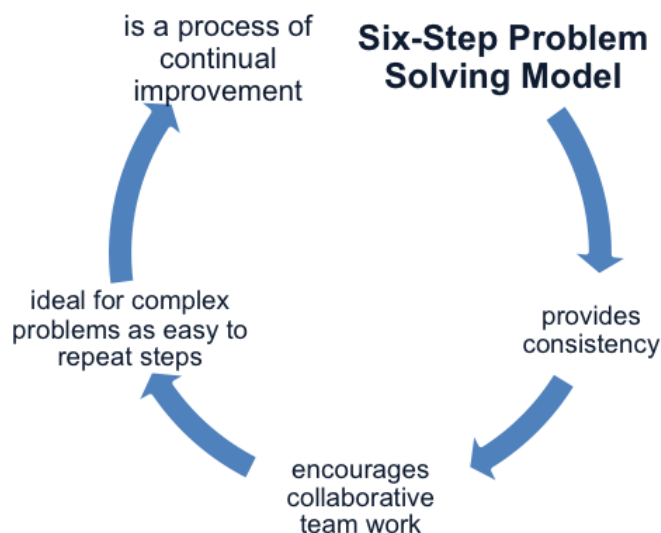 Six-Step Problem
Solving Model
provides
consistency
encourages
collaborative
team work
ideal for complex
problems as easy to
repeat steps
is a process of
continual
improvement